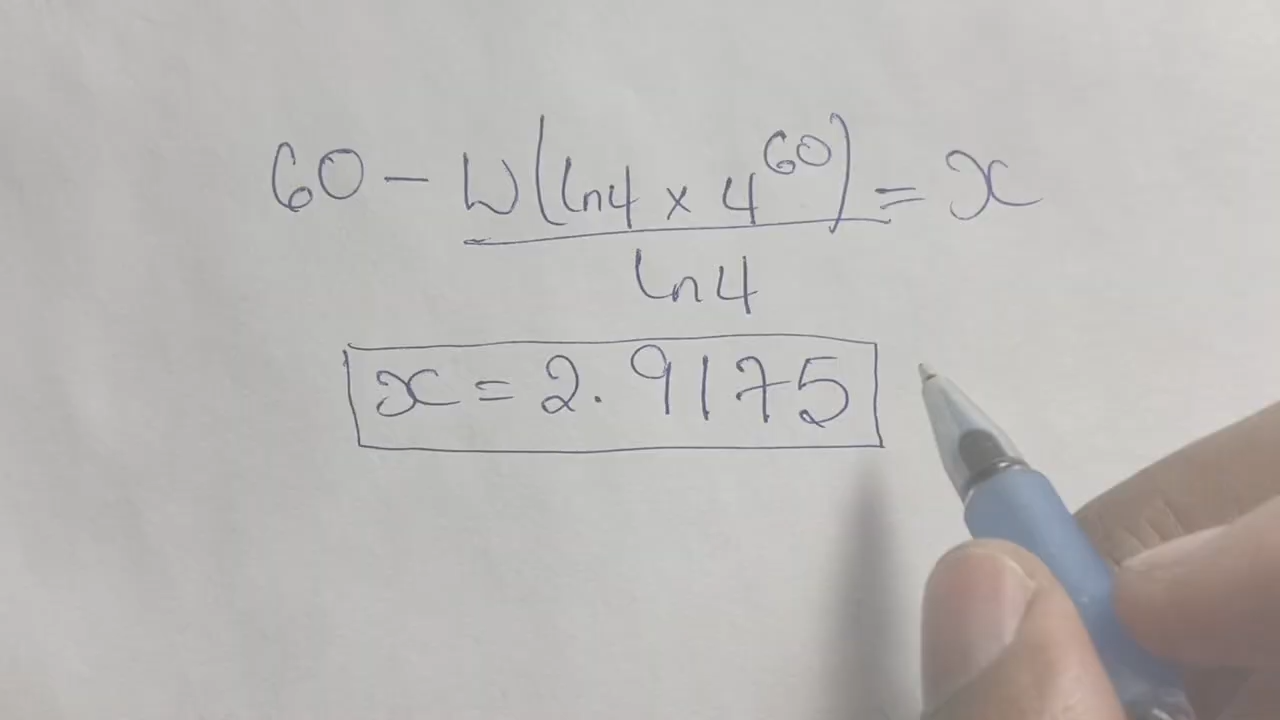 60 - W(ln4 × 4^60) = x
ln4
x = 2.9175